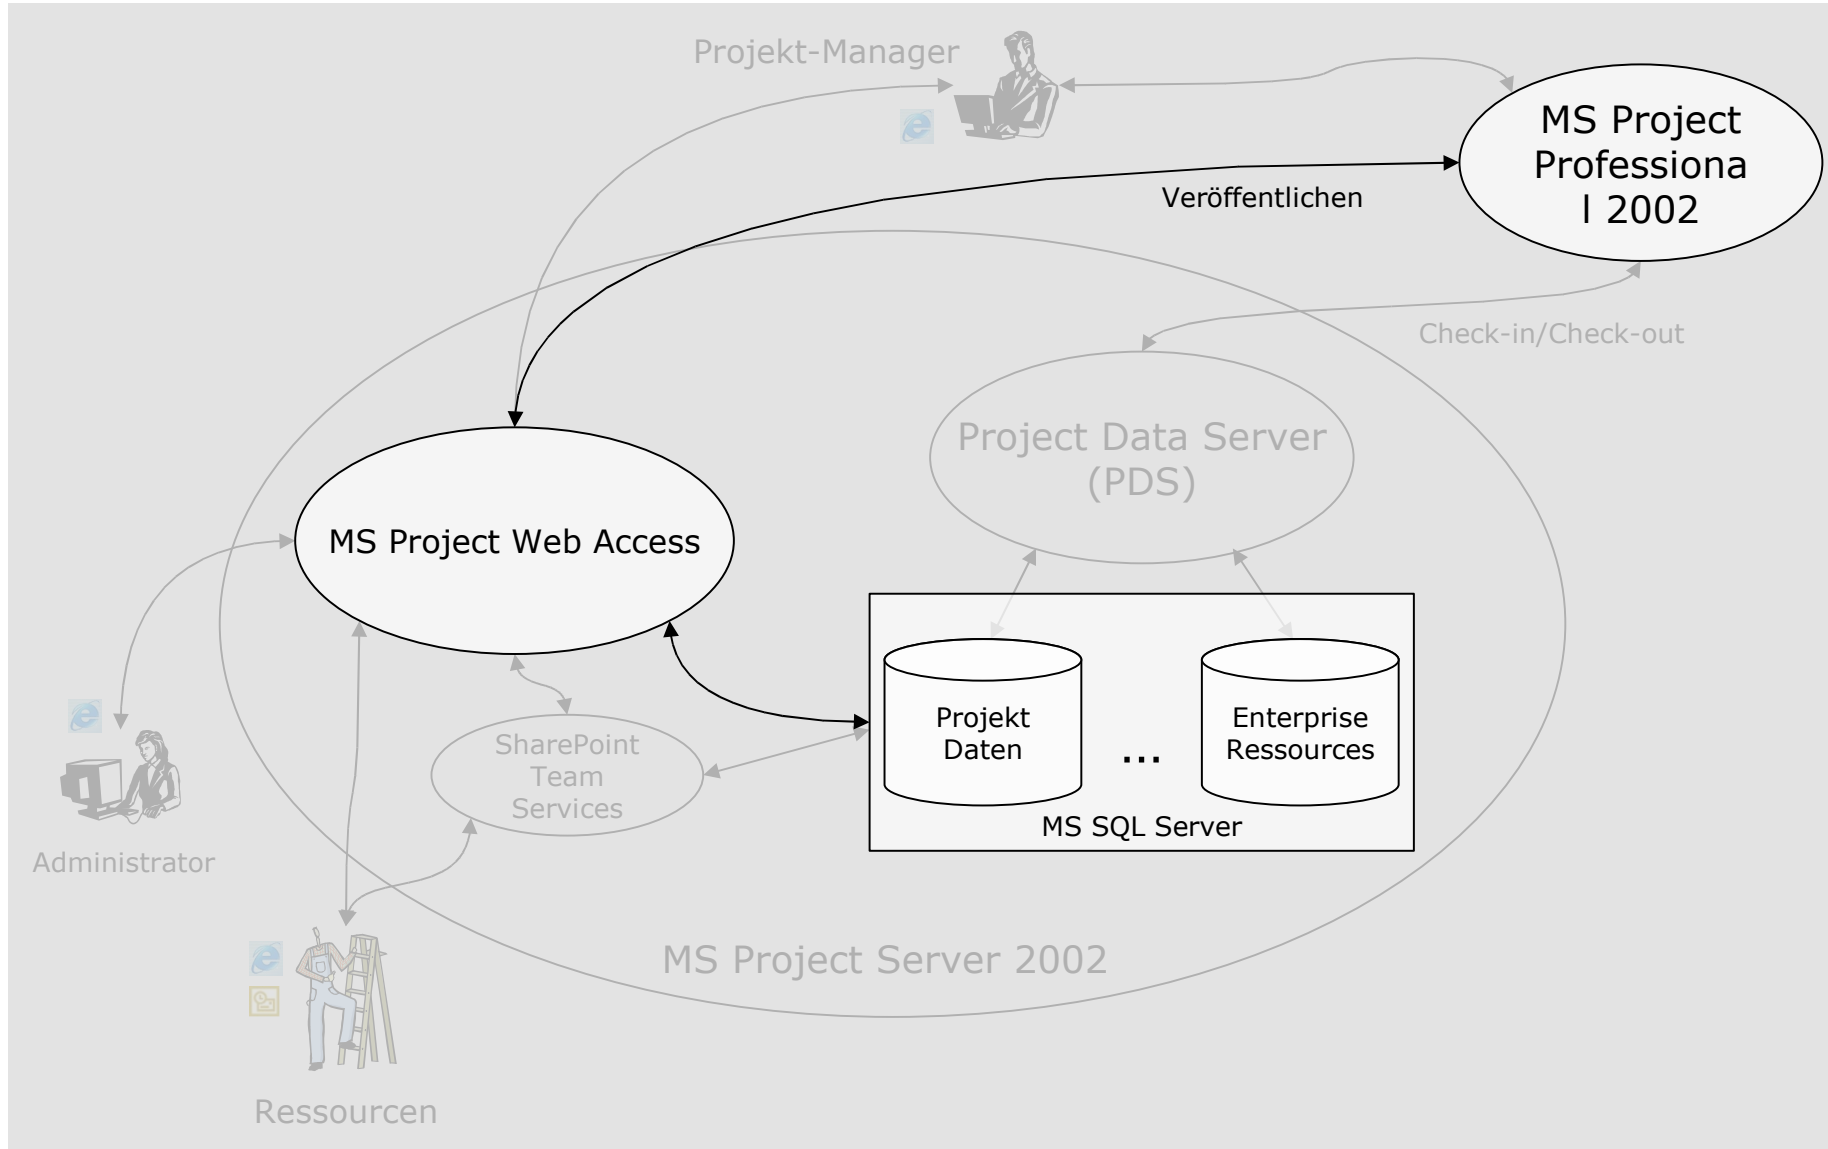 Projekt-Manager
MS Project
Professiona
l 2002
Veröffentlichen
Check-in/Check-out
Project Data Server
(PDS)
MS Project Web Access
Projekt
Daten
...
Enterprise
Ressources
MS SQL Server
SharePoint
Team
Services
Administrator
MS Project Server 2002
Ressourcen